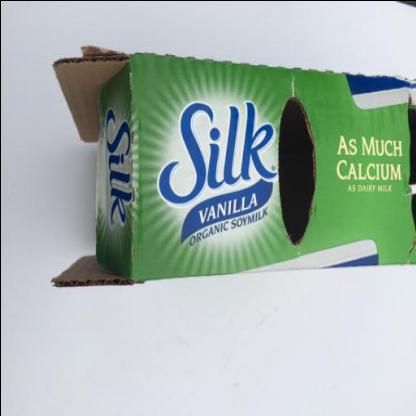 Silk
Silk
VANILLA
ORGANIC SOYMILK
AS MUCH
CALCIUM
AS DAIRY MILK